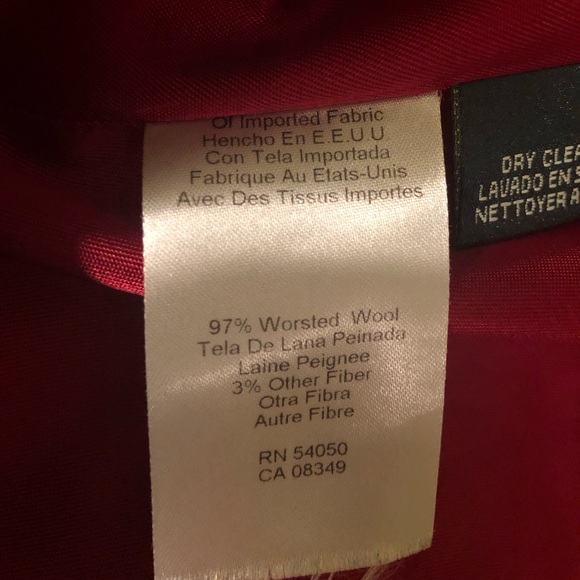 Of Imported Fabric
Hencho En E.E.U.U
Con Tela Importada
Fabrique Au Etats-Unis
Avec Des Tissus Importes
97% Worsted Wool
Tela De Lana Peinada
Laine Peignee
3% Other Fiber
Otra Fibra
Autre Fibre
RN 54050
CA 08349
DRY CLEA
LAVADO EN S
NETTOYER A